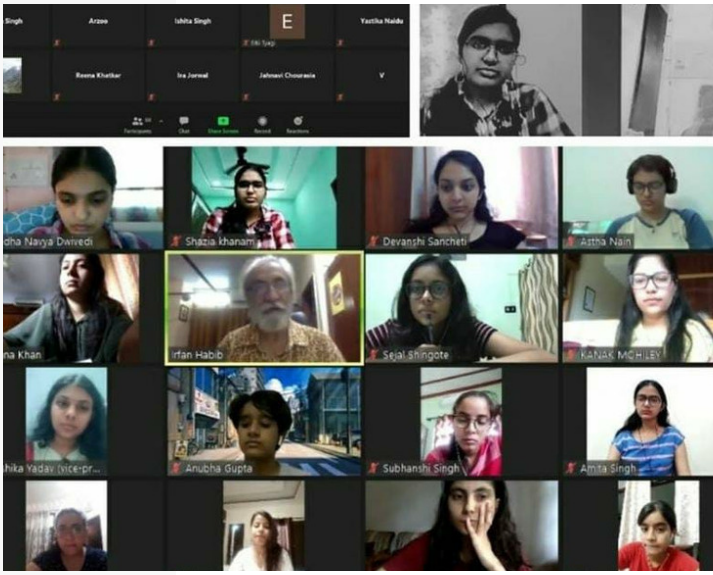 Singh Arzoo Ishita Singh E Yastika Naidu
Reena Khatkar Ira Jorwal Jahnavi Chourasia V
Participants Chat Share Screen Record Reactions
dha Navya Dwivedi Shazia khanam Devanshi Sancheti Astha Nain
na Khan Irfan Habib Sejal Shingote KANAK MOHILEY
hika Yadav (vice-pr... Anubha Gupta Subhanshi Singh Amita Singh